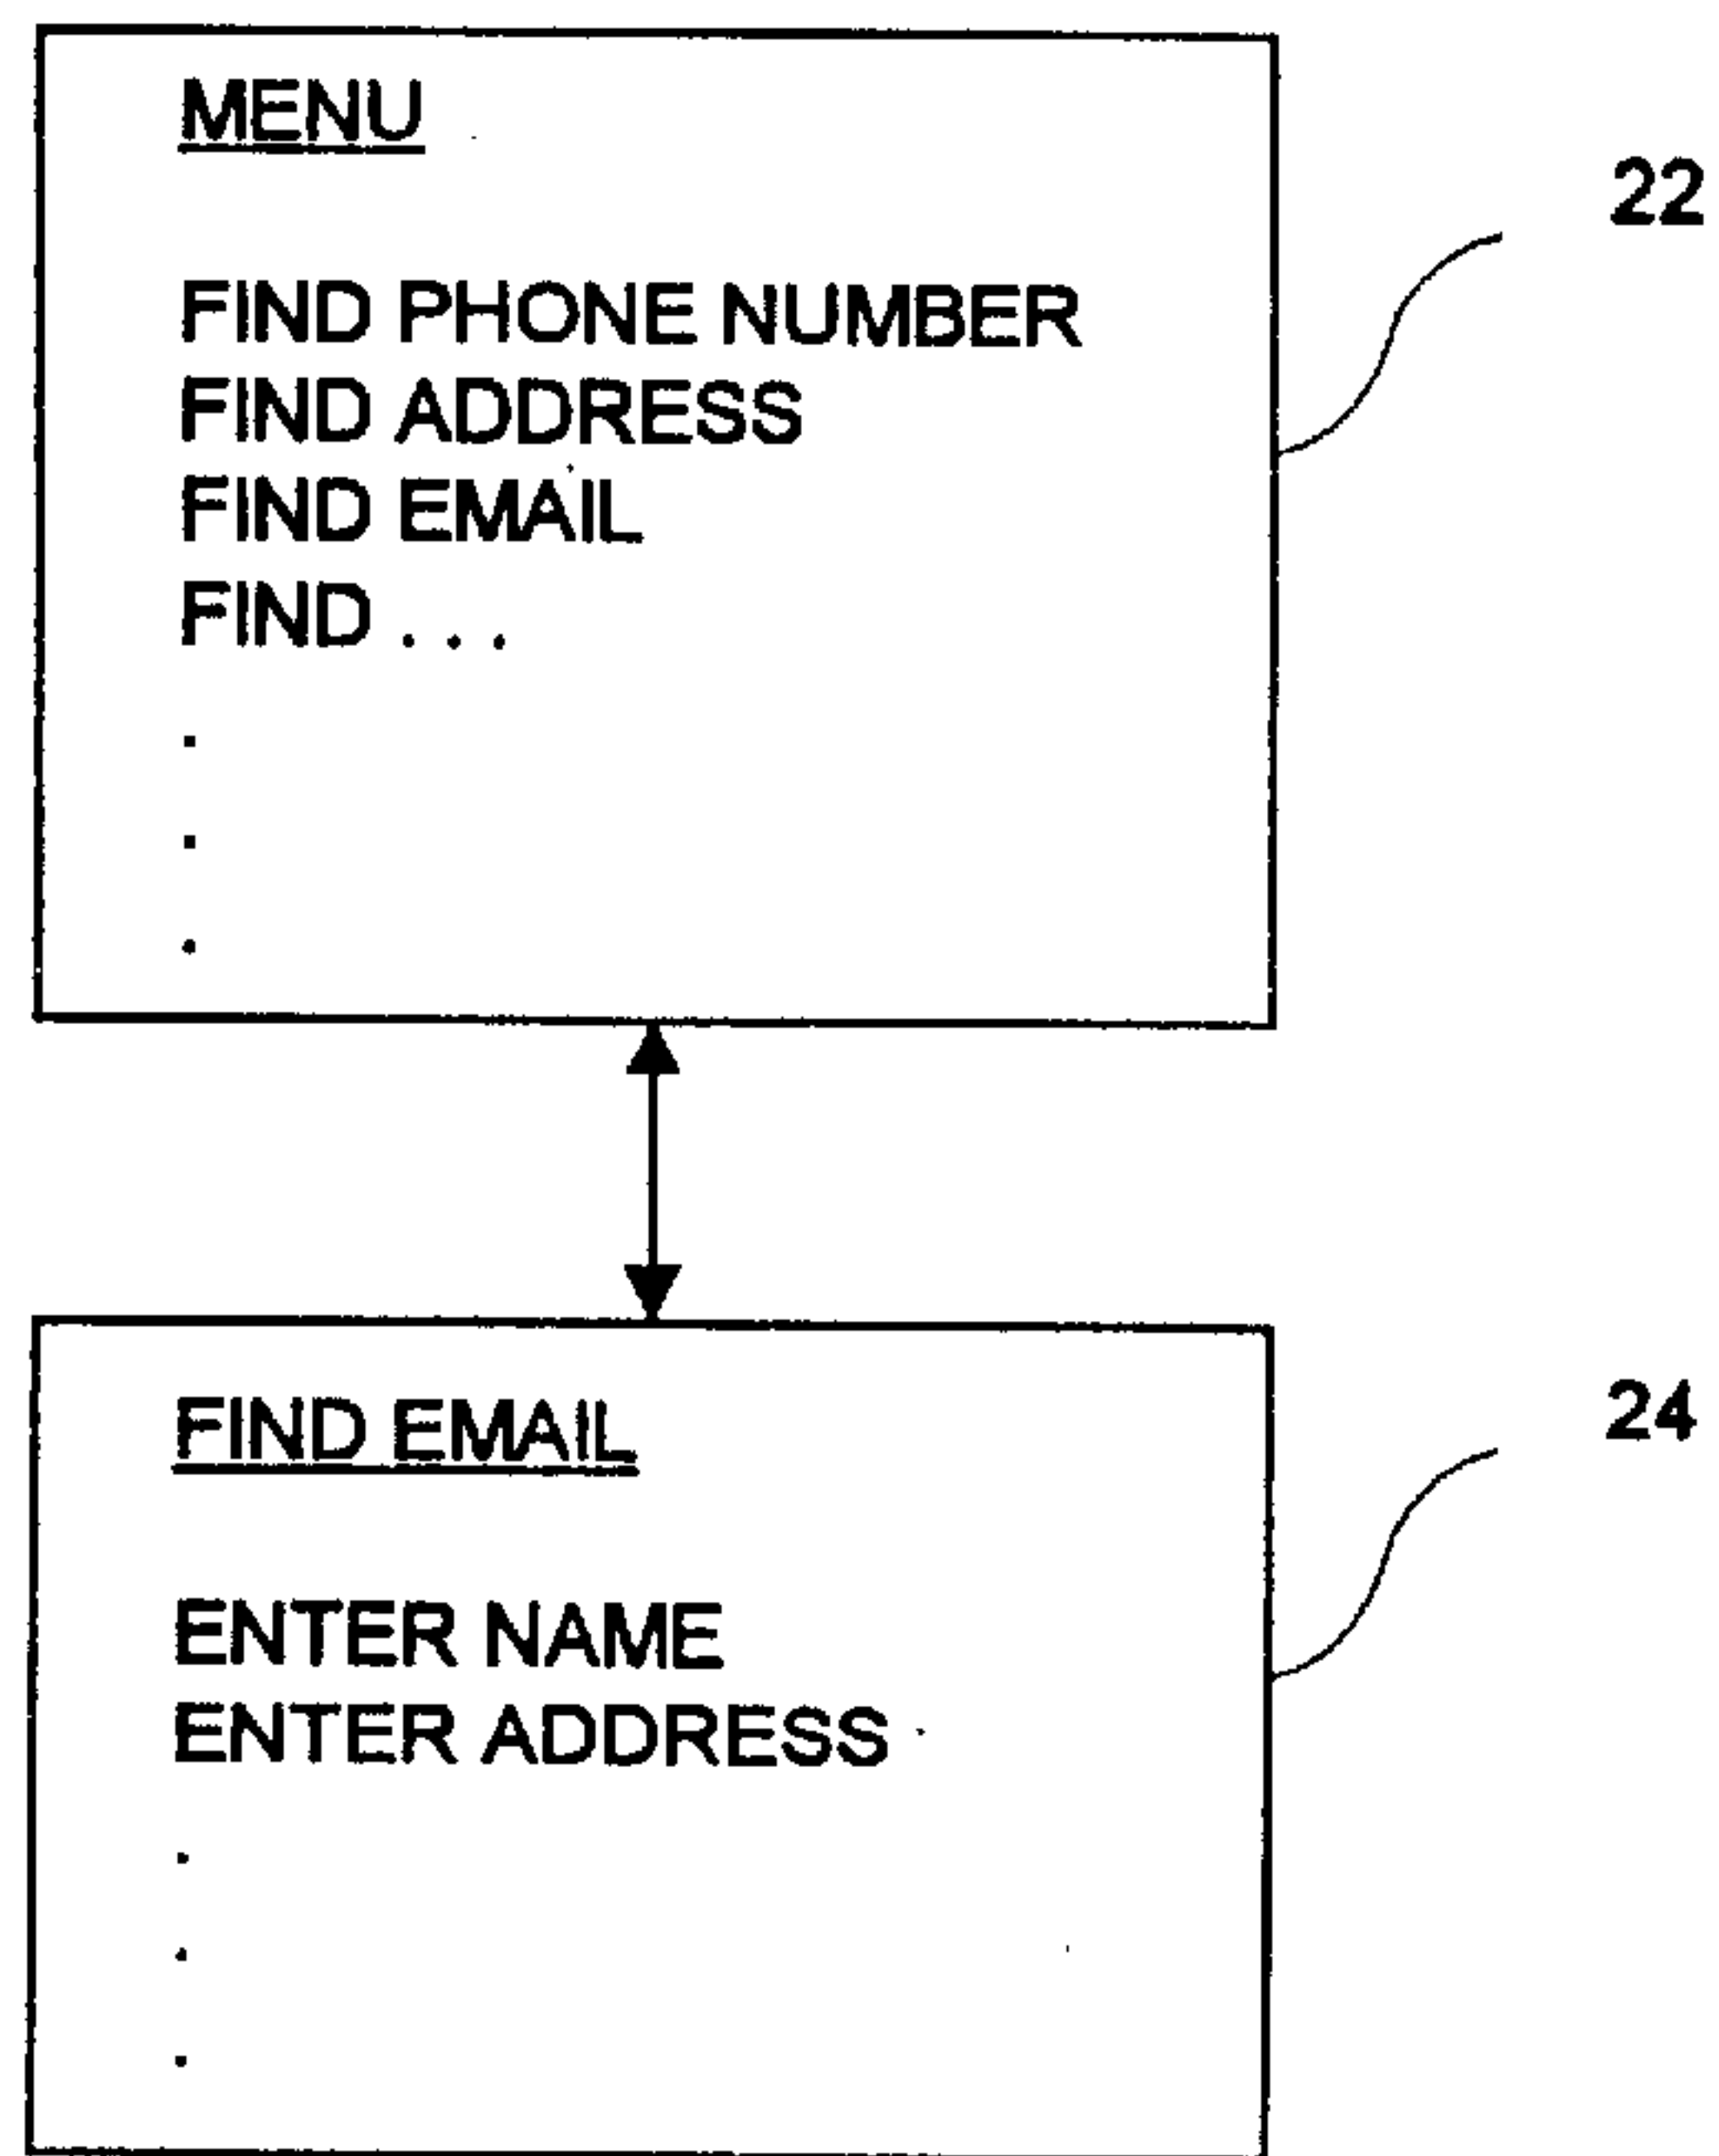 MENU
22
FIND PHONE NUMBER
FIND ADDRESS
FIND EMAIL
FIND . . .
.
.
.
FIND EMAIL
24
ENTER NAME
ENTER ADDRESS
.
.
.